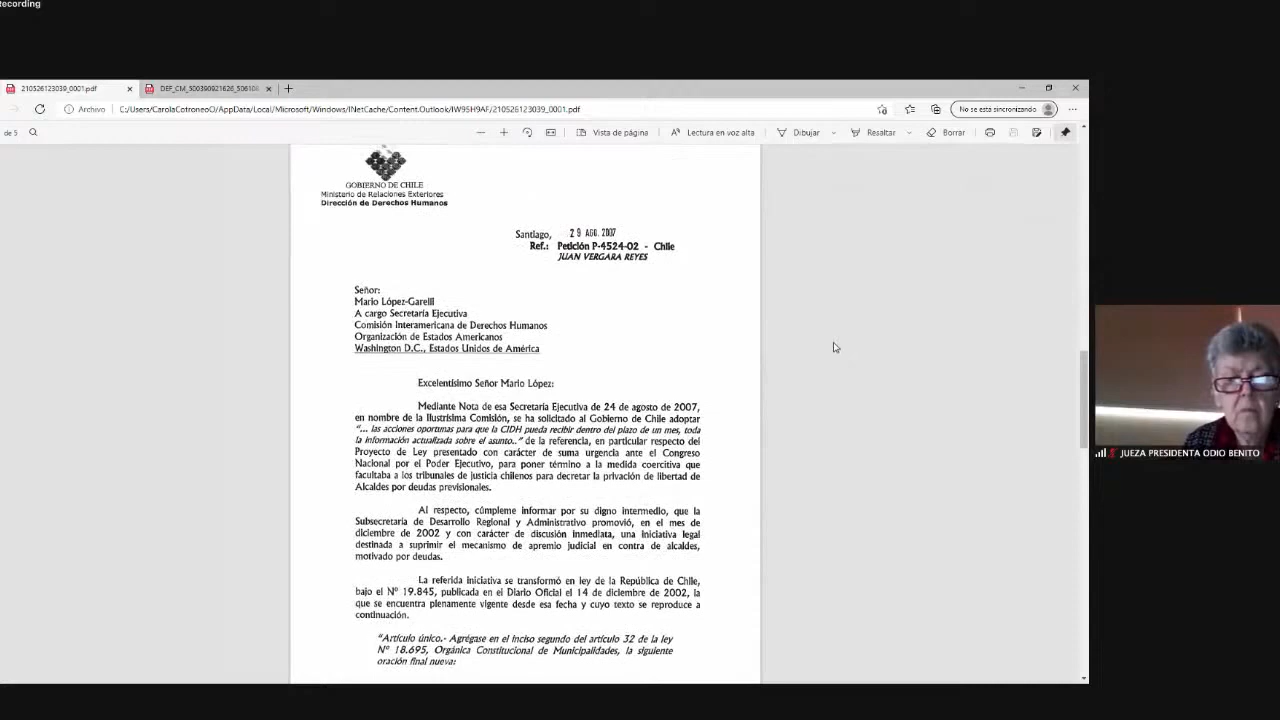 Recording
210526123039_0001.pdf
DEF_CM_500390921626_50610
Archivo
C:/Users/CarolaCotroneoO/AppData/Local/Microsoft/Windows/INetCache/Content.Outlook/IW95H9AF/210526123039_0001.pdf
No se está sincronizando
de 5
Vista de página
Lectura en voz alta
Dibujar
Resaltar
Borrar
GOBIERNO DE CHILE
Ministerio de Relaciones Exteriores
Dirección de Derechos Humanos
Santiago, 29 AGO. 2007
Ref.: Petición P-4524-02 - Chile
JUAN VERGARA REYES
Señor:
Mario López-Garelli
A cargo Secretaría Ejecutiva
Comisión Interamericana de Derechos Humanos
Organización de Estados Americanos
Washington D.C., Estados Unidos de América
Excelentísimo Señor Mario López:
Mediante Nota de esa Secretaría Ejecutiva de 24 de agosto de 2007,
en nombre de la Ilustrísima Comisión, se ha solicitado al Gobierno de Chile adoptar
"... las acciones oportunas para que la CIDH pueda recibir dentro del plazo de un mes, toda
la información actualizada sobre el asunto.." de la referencia, en particular respecto del
Proyecto de Ley presentado con carácter de suma urgencia ante el Congreso
Nacional por el Poder Ejecutivo, para poner término a la medida coercitiva que
facultaba a los tribunales de justicia chilenos para decretar la privación de libertad de
Alcaldes por deudas previsionales.
Al respecto, cúmpleme informar por su digno intermedio, que la
Subsecretaría de Desarrollo Regional y Administrativo promovió, en el mes de
diciembre de 2002 y con carácter de discusión inmediata, una iniciativa legal
destinada a suprimir el mecanismo de apremio judicial en contra de alcaldes,
motivado por deudas.
La referida iniciativa se transformó en ley de la República de Chile,
bajo el Nº 19.845, publicada en el Diario Oficial el 14 de diciembre de 2002, la
que se encuentra plenamente vigente desde esa fecha y cuyo texto se reproduce a
continuación.
"Artículo único.- Agrégase en el inciso segundo del artículo 32 de la ley
Nº 18.695, Orgánica Constitucional de Municipalidades, la siguiente
oración final nueva:
JUEZA PRESIDENTA ODIO BENITO